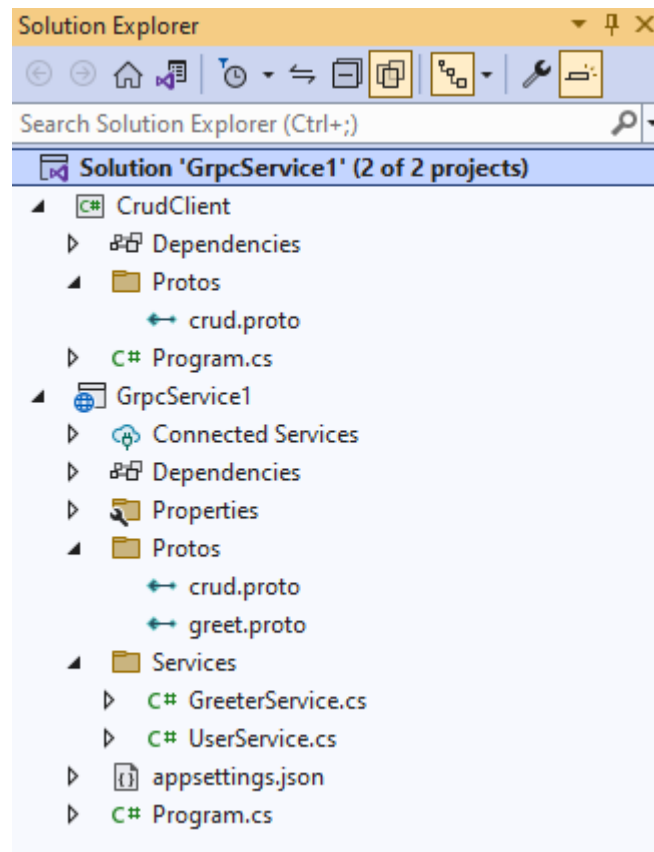 Solution Explorer
Search Solution Explorer (Ctrl+;)
Solution 'GrpcService1' (2 of 2 projects)
C# CrudClient
Dependencies
Protos
crud.proto
C# Program.cs
GrpcService1
Connected Services
Dependencies
Properties
Protos
crud.proto
greet.proto
Services
C# GreeterService.cs
C# UserService.cs
appsettings.json
C# Program.cs